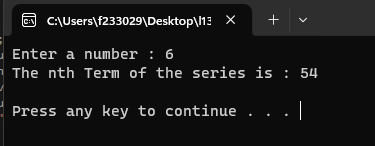 C:\Users\f233029\Desktop\l13
Enter a number : 6
The nth Term of the series is : 54
Press any key to continue . . .